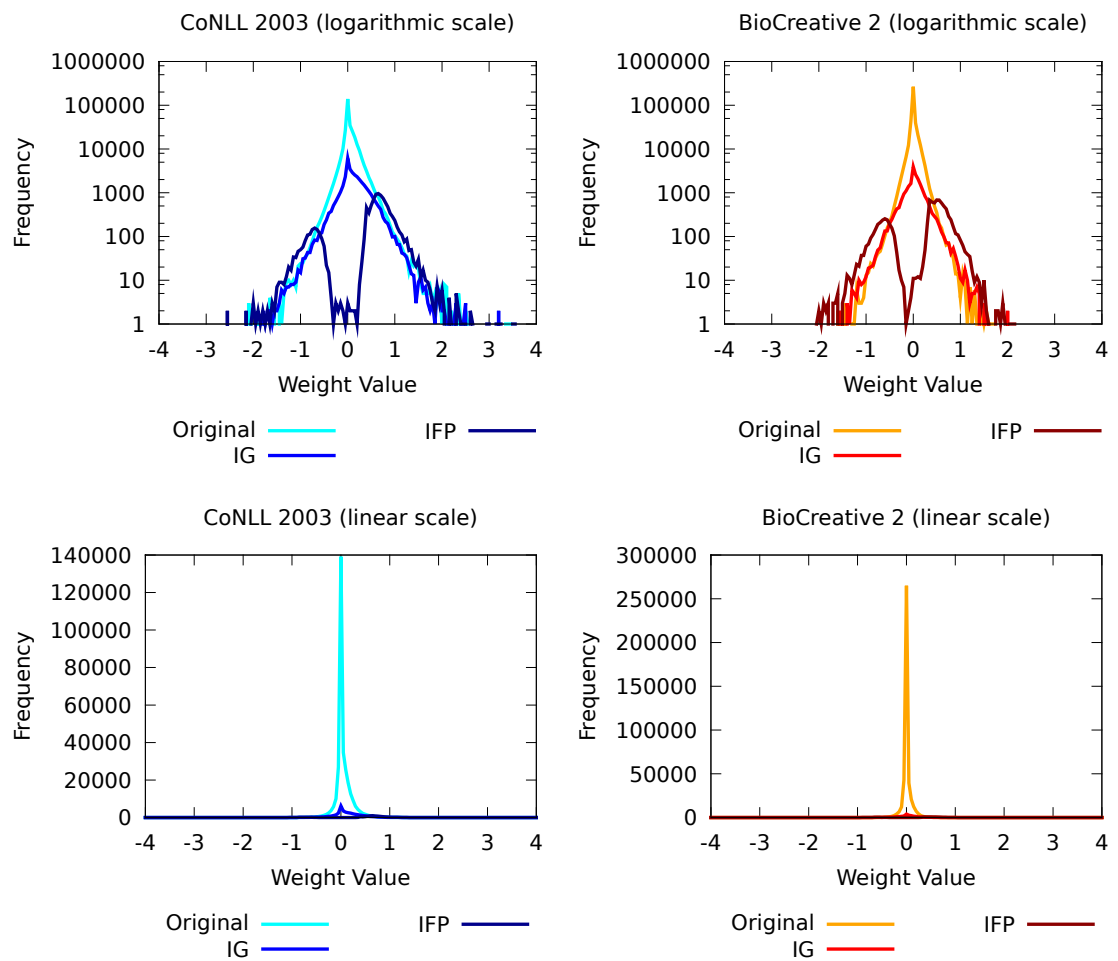 CoNLL 2003 (logarithmic scale)
Frequency
1000000
100000
10000
1000
100
10
1
-4 -3 -2 -1 0 1 2 3 4
Weight Value
Original
IG
IFP
BioCreative 2 (logarithmic scale)
Frequency
1000000
100000
10000
1000
100
10
1
-4 -3 -2 -1 0 1 2 3 4
Weight Value
Original
IG
IFP
CoNLL 2003 (linear scale)
Frequency
140000
120000
100000
80000
60000
40000
20000
0
-4 -3 -2 -1 0 1 2 3 4
Weight Value
Original
IG
IFP
BioCreative 2 (linear scale)
Frequency
300000
250000
200000
150000
100000
50000
0
-4 -3 -2 -1 0 1 2 3 4
Weight Value
Original
IG
IFP